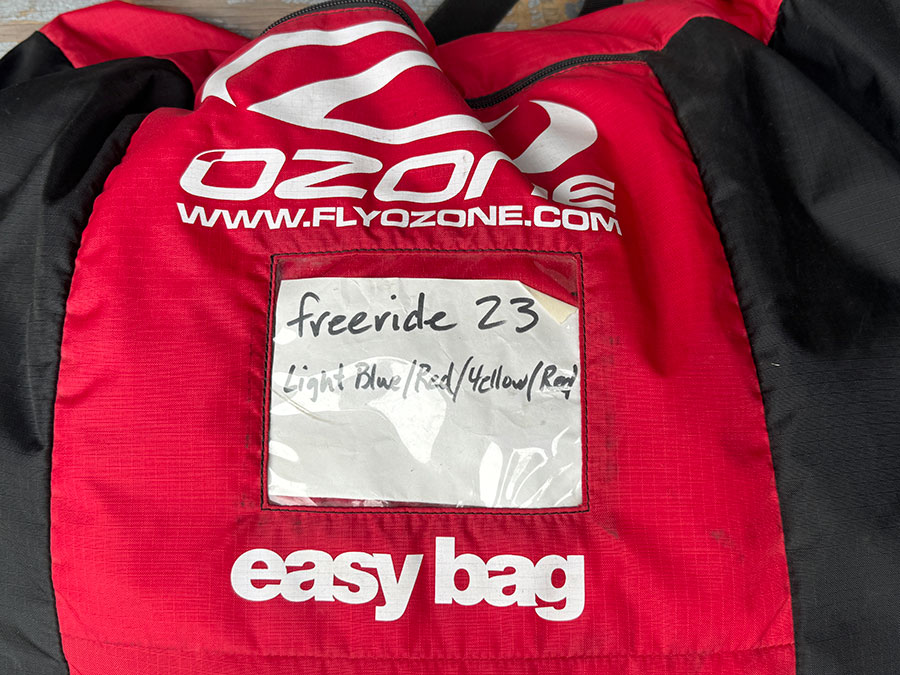 OZONE
WWW.FLYOZONE.COM
freeride 23
Light Blue/Red/Yellow/Red
easy bag